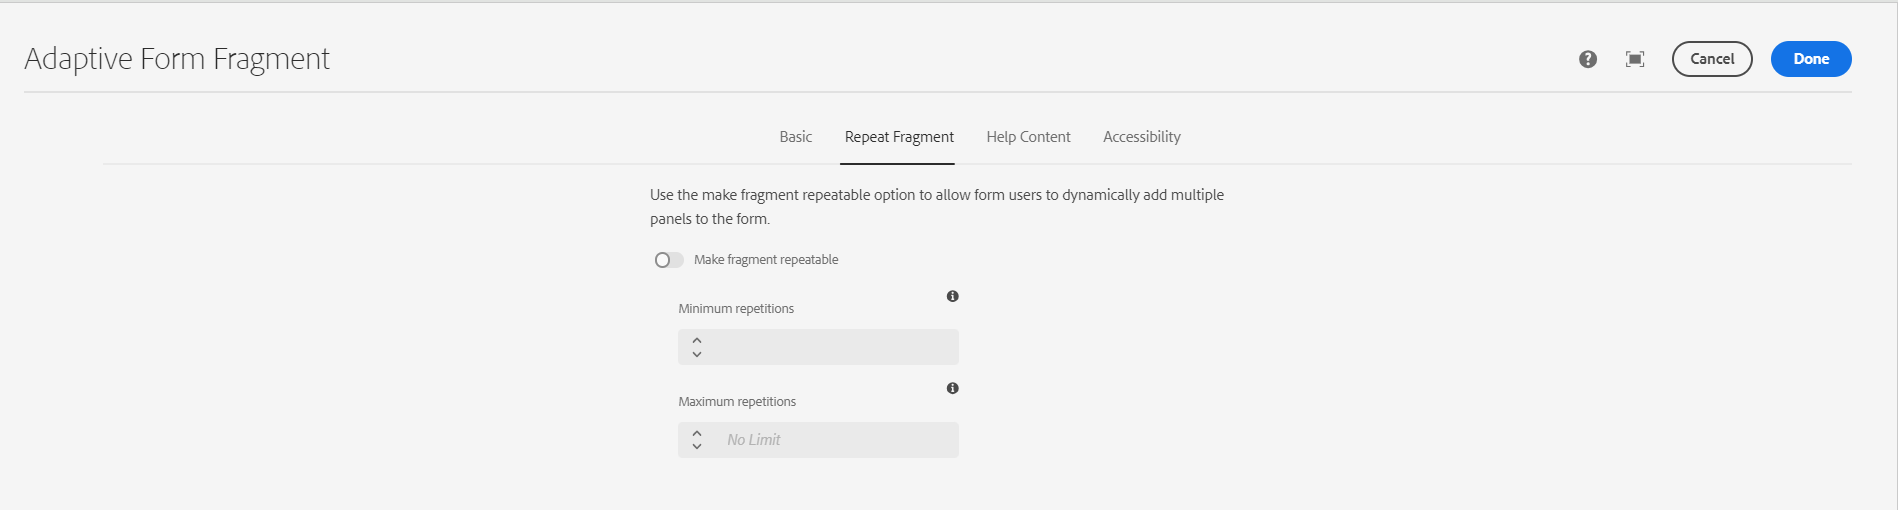 Adaptive Form Fragment
Cancel
Done
Basic
Repeat Fragment
Help Content
Accessibility
Use the make fragment repeatable option to allow form users to dynamically add multiple
panels to the form.
Make fragment repeatable
Minimum repetitions
Maximum repetitions
No Limit